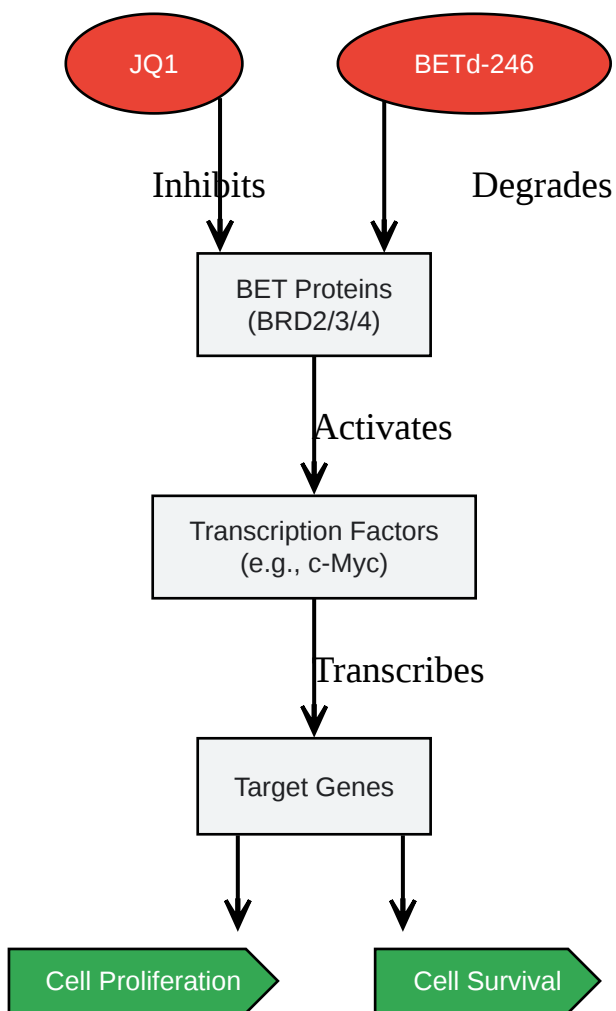 JQ1
BETd-246
Inhibits
Degrades
BET Proteins
(BRD2/3/4)
Activates
Transcription Factors
(e.g., c-Myc)
Transcribes
Target Genes
Cell Proliferation
Cell Survival